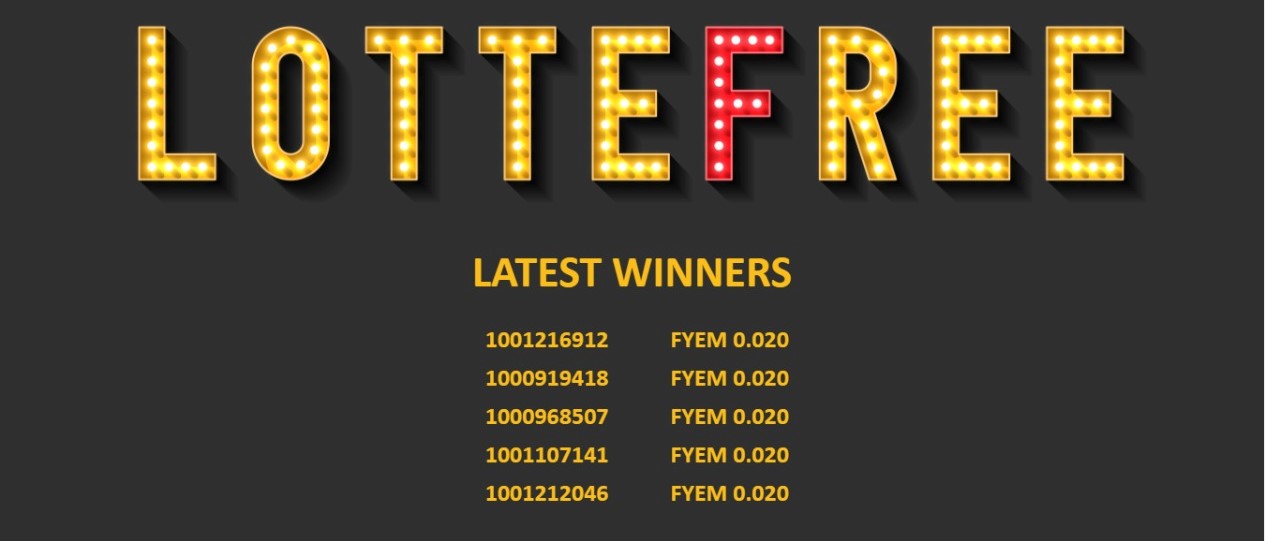 LOTTEFREE
LATEST WINNERS
1001216912 FYEM 0.020
1000919418 FYEM 0.020
1000968507 FYEM 0.020
1001107141 FYEM 0.020
1001212046 FYEM 0.020